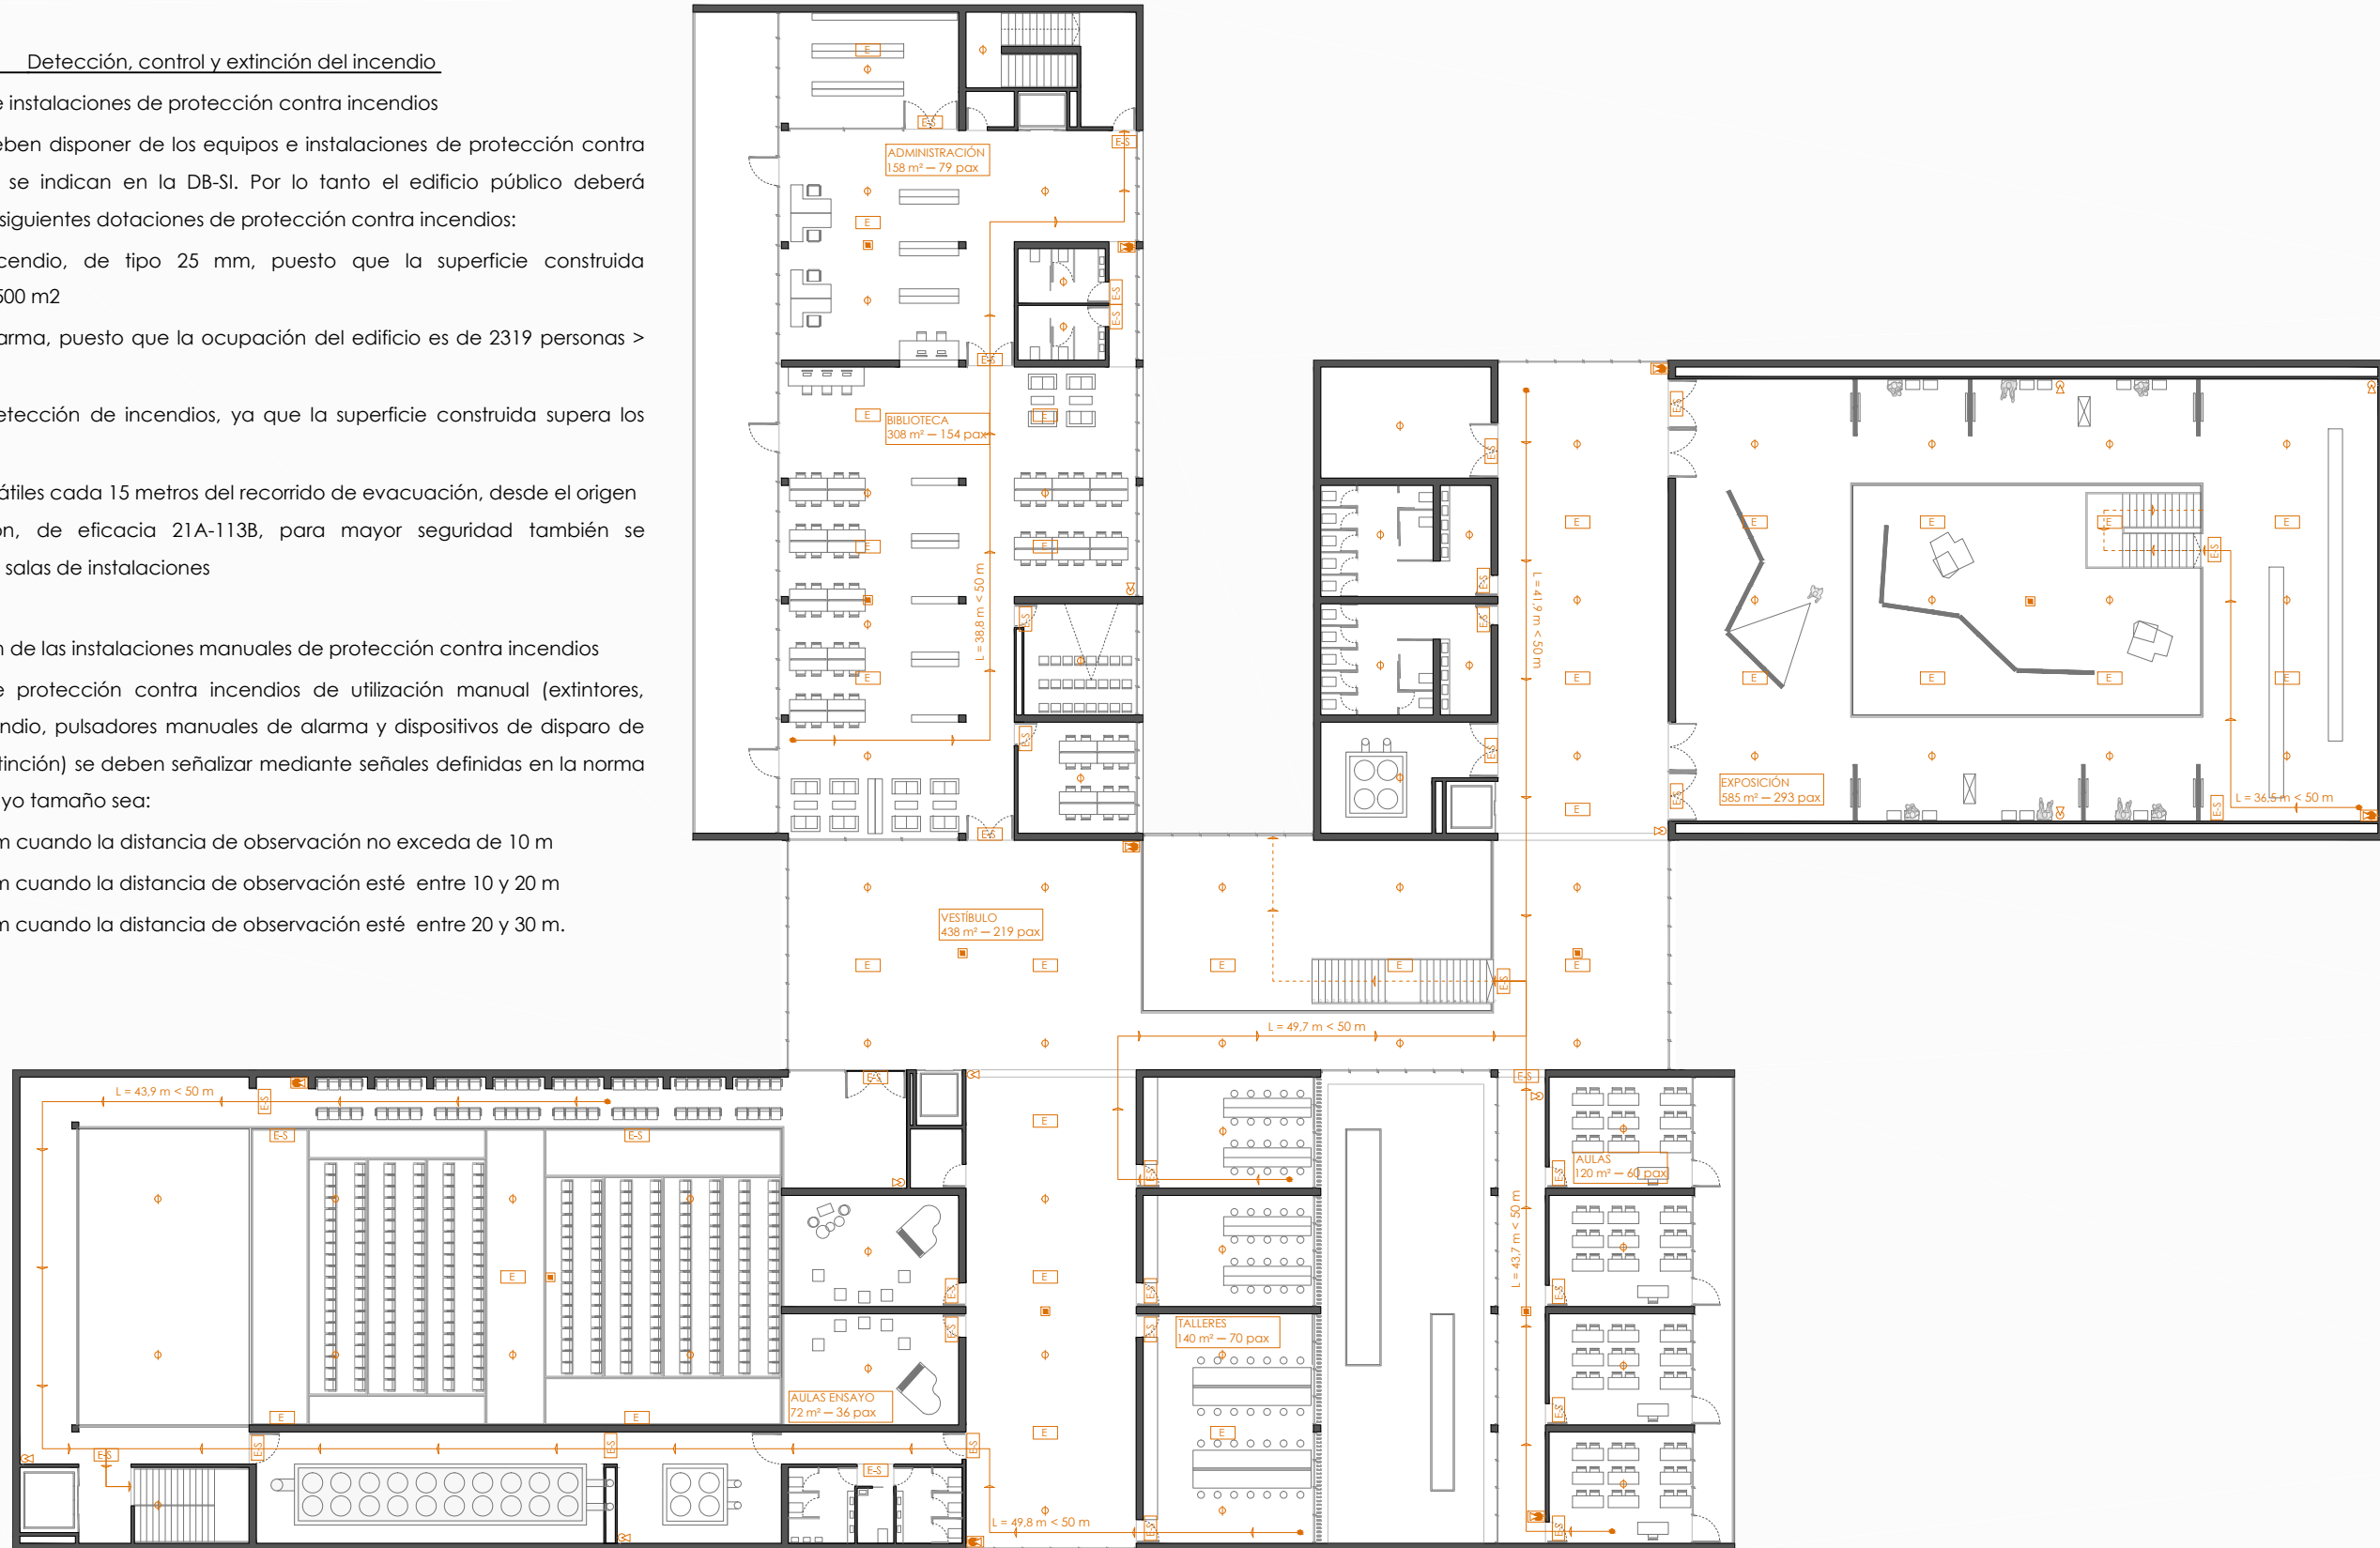 Detección, control y extinción del incendio
e instalaciones de protección contra incendios
eben disponer de los equipos e instalaciones de protección contra
se indican en la DB-SI. Por lo tanto el edificio público deberá
siguientes dotaciones de protección contra incendios:
cendio, de tipo 25 mm, puesto que la superficie construida
500 m2
arma, puesto que la ocupación del edificio es de 2319 personas >
etección de incendios, ya que la superficie construida supera los
átiles cada 15 metros del recorrido de evacuación, desde el origen
ón, de eficacia 21A-113B, para mayor seguridad también se
salas de instalaciones
n de las instalaciones manuales de protección contra incendios
e protección contra incendios de utilización manual (extintores,
ndio, pulsadores manuales de alarma y dispositivos de disparo de
tinción) se deben señalizar mediante señales definidas en la norma
yo tamaño sea:
m cuando la distancia de observación no exceda de 10 m
m cuando la distancia de observación esté entre 10 y 20 m
m cuando la distancia de observación esté entre 20 y 30 m.
E
E-S
E-S
ADMINISTRACIÓN
158 m² — 79 pax
E
E-S
E-S
E-S
E
BIBLIOTECA
308 m² — 154 pax
E
E
E
L = 38,8 m < 50 m
E-S
E
E-S
E-S
E-S
E-S
E-S
E-S
E
L = 41,9 m < 50 m
E
E
E-S
E
E
E
E
E-S
E
E
E
E
EXPOSICIÓN
585 m² — 293 pax
E-S
E-S
L = 36,5 m < 50 m
VESTÍBULO
438 m² — 219 pax
E
E
E
E
E
E-S
L = 49,7 m < 50 m
L = 43,9 m < 50 m
E-S
E-S
E-S
E-S
E
E-S
E
E-S
AULAS
120 m² — 60 pax
E-S
E
E
E-S
E-S
E-S
L = 43,7 m < 50 m
E-S
E-S
TALLERES
140 m² — 70 pax
AULAS ENSAYO
72 m² — 36 pax
E
E
E
E
E-S
E-S
E-S
E-S
E-S
E-S
L = 49,8 m < 50 m
E-S
E-S